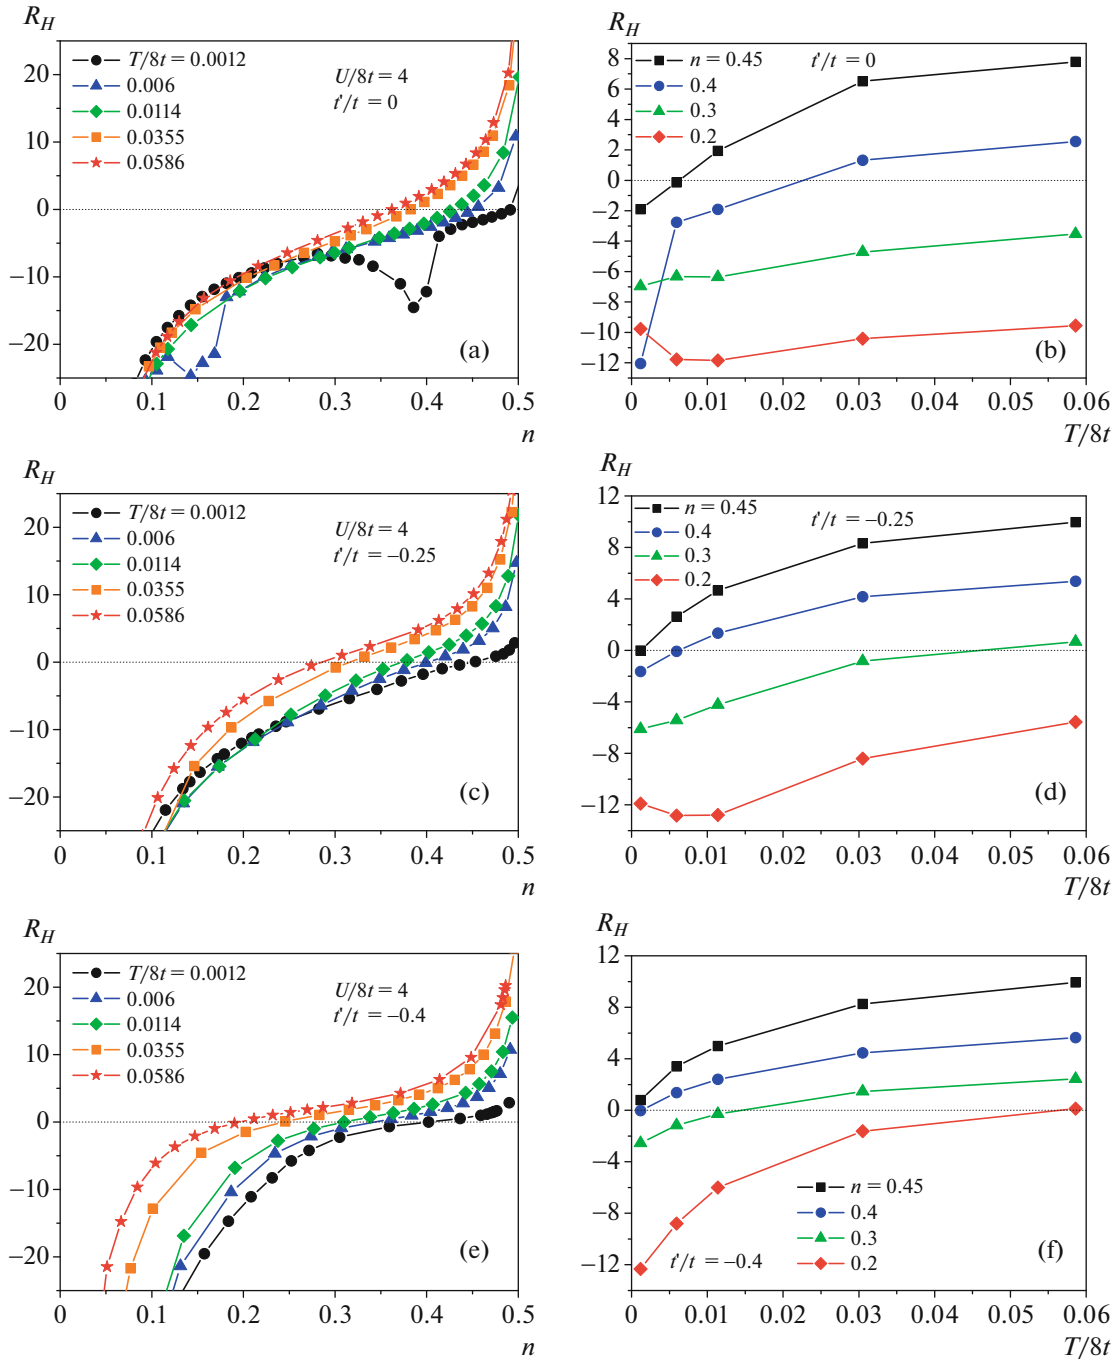 R_H
20
10
0
−10
−20
T/8t = 0.0012
0.006
0.0114
0.0355
0.0586
U/8t = 4
t'/t = 0
(a)
0 0.1 0.2 0.3 0.4 0.5
n
R_H
8
6
4
2
0
−2
−4
−6
−8
−10
−12
n = 0.45
0.4
0.3
0.2
t'/t = 0
(b)
0 0.01 0.02 0.03 0.04 0.05 0.06
T/8t
R_H
20
10
0
−10
−20
T/8t = 0.0012
0.006
0.0114
0.0355
0.0586
U/8t = 4
t'/t = −0.25
(c)
0 0.1 0.2 0.3 0.4 0.5
n
R_H
12
8
4
0
−4
−8
−12
n = 0.45
0.4
0.3
0.2
t'/t = −0.25
(d)
0 0.01 0.02 0.03 0.04 0.05 0.06
T/8t
R_H
20
10
0
−10
−20
T/8t = 0.0012
0.006
0.0114
0.0355
0.0586
U/8t = 4
t'/t = −0.4
(e)
0 0.1 0.2 0.3 0.4 0.5
n
R_H
12
8
4
0
−4
−8
−12
n = 0.45
0.4
0.3
0.2
t'/t = −0.4
(f)
0 0.01 0.02 0.03 0.04 0.05 0.06
T/8t